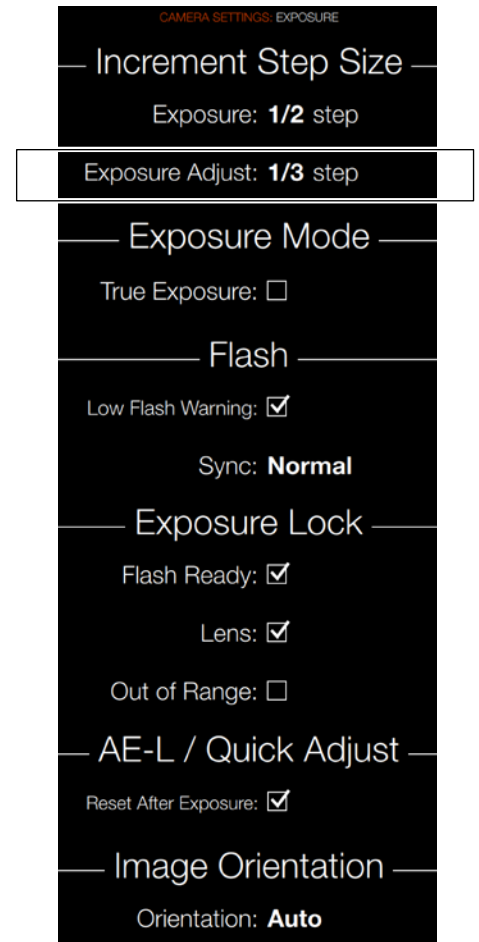 CAMERA SETTINGS: EXPOSURE
Increment Step Size
Exposure: 1/2 step
Exposure Adjust: 1/3 step
Exposure Mode
True Exposure:
Flash
Low Flash Warning:
Sync: Normal
Exposure Lock
Flash Ready:
Lens:
Out of Range:
AE-L / Quick Adjust
Reset After Exposure:
Image Orientation
Orientation: Auto